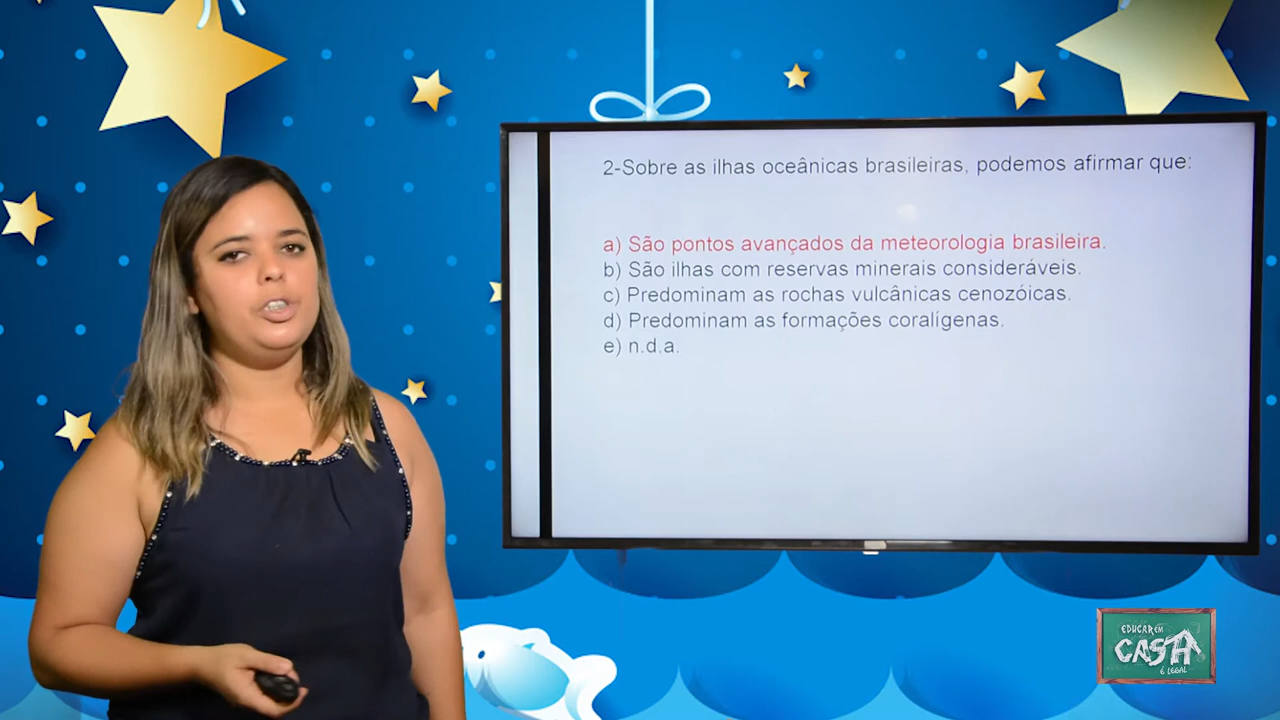 2-Sobre as ilhas oceânicas brasileiras, podemos afirmar que:
a) São pontos avançados da meteorologia brasileira.
b) São ilhas com reservas minerais consideráveis.
c) Predominam as rochas vulcânicas cenozóicas.
d) Predominam as formações coralígenas.
e) n.d.a.
EDUCAR EM
CASA
É LEGAL